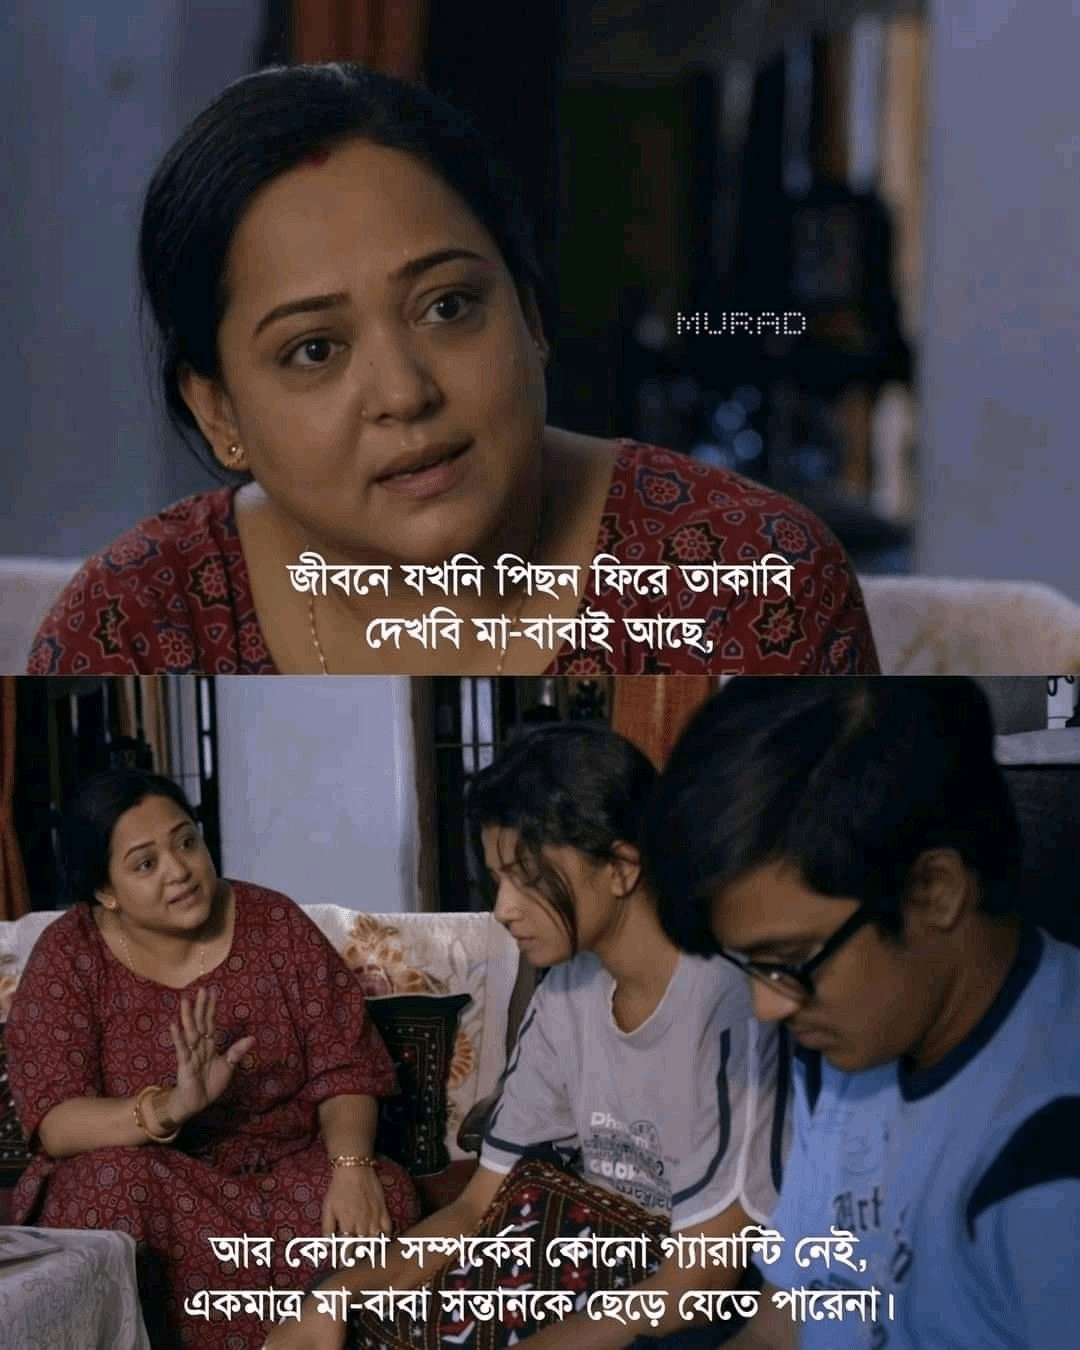 MURAD
জীবনে যখনি পিছন ফিরে তাকাবি
দেখবি মা-বাবাই আছে,
আর কোনো সম্পর্কের কোনো গ্যারান্টি নেই,
একমাত্র মা-বাবা সন্তানকে ছেড়ে যেতে পারেনা।